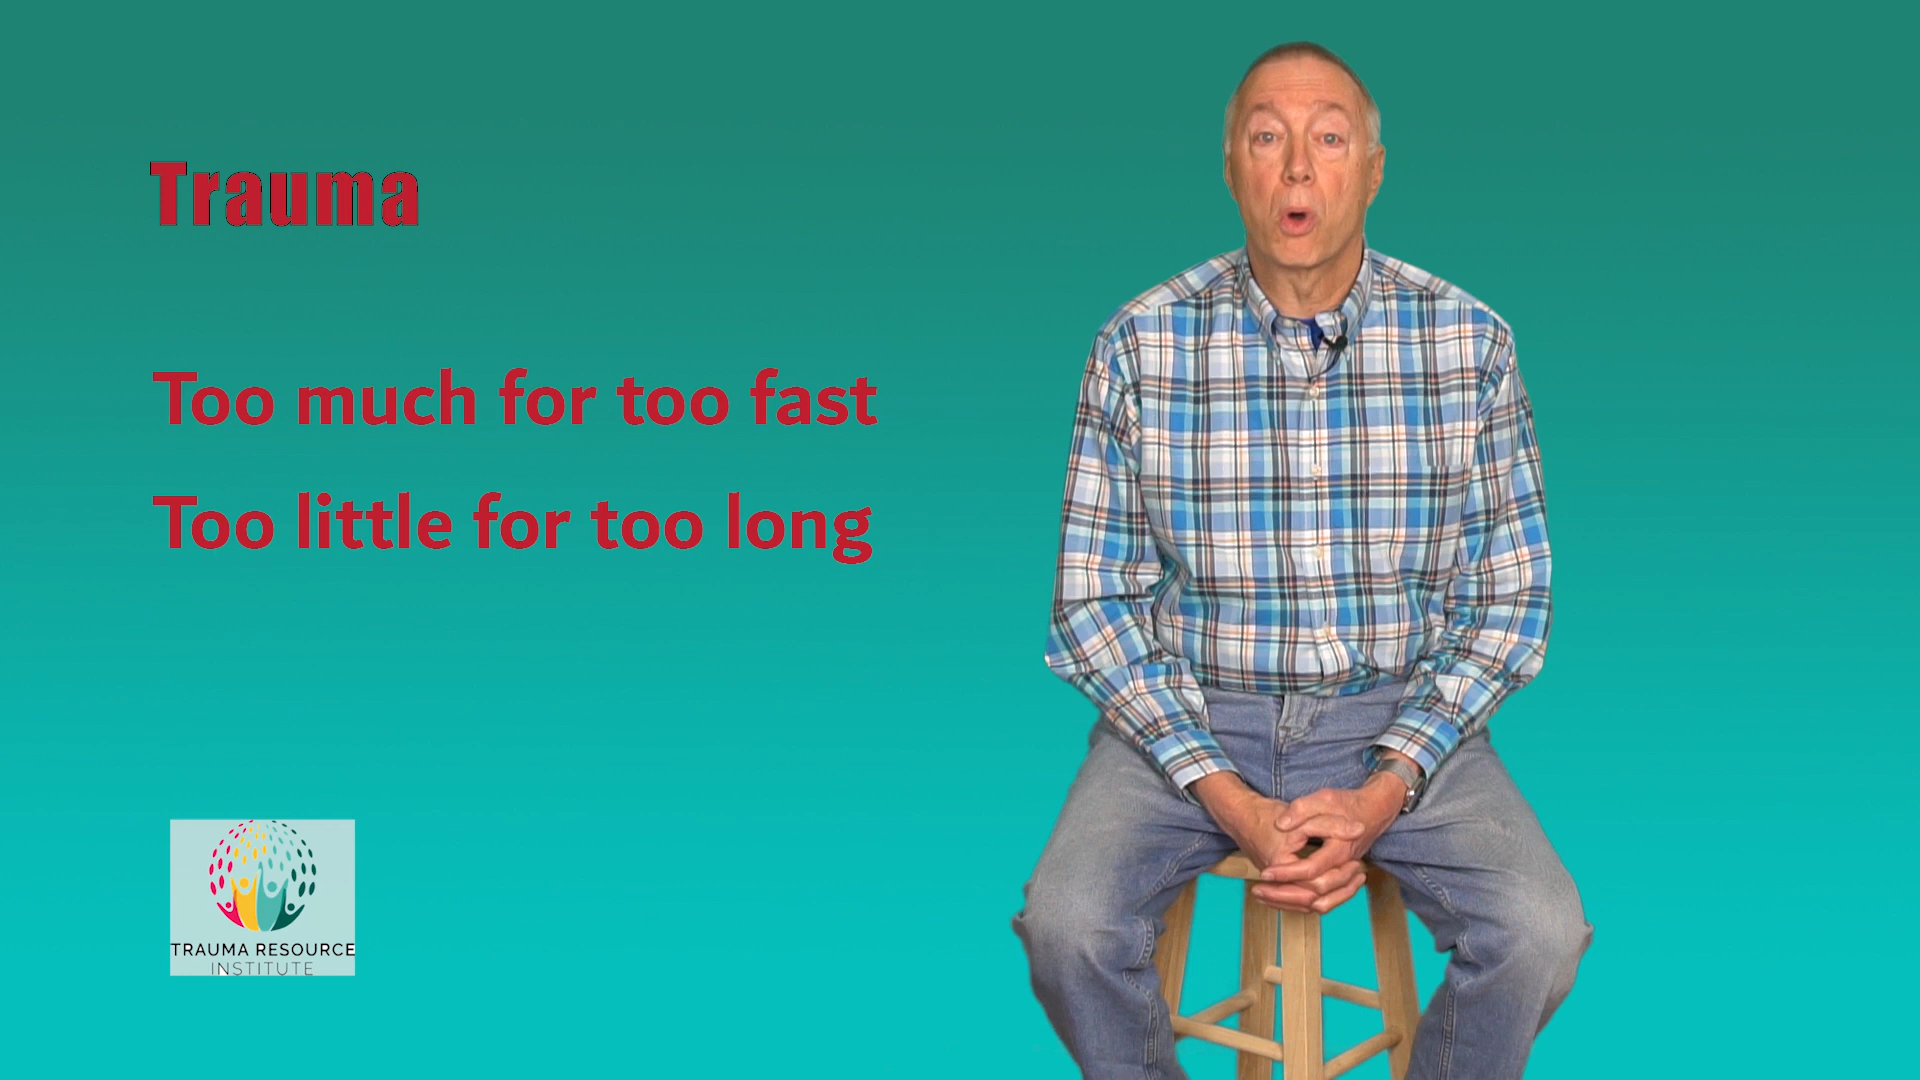 Trauma
Too much for too fast
Too little for too long
TRAUMA RESOURCE
INSTITUTE